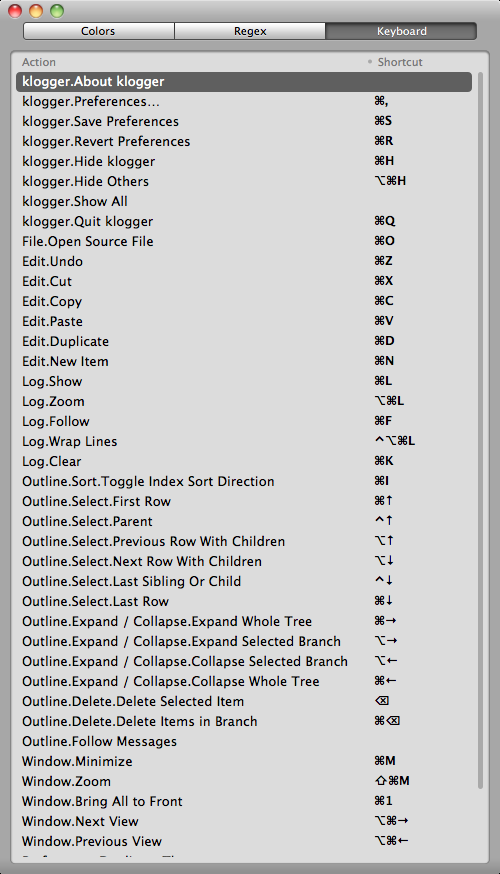 Colors Regex Keyboard
Action Shortcut
klogger.About klogger
klogger.Preferences… ⌘,
klogger.Save Preferences ⌘S
klogger.Revert Preferences ⌘R
klogger.Hide klogger ⌘H
klogger.Hide Others ⌥⌘H
klogger.Show All
klogger.Quit klogger ⌘Q
File.Open Source File ⌘O
Edit.Undo ⌘Z
Edit.Cut ⌘X
Edit.Copy ⌘C
Edit.Paste ⌘V
Edit.Duplicate ⌘D
Edit.New Item ⌘N
Log.Show ⌘L
Log.Zoom ⌥⌘L
Log.Follow ⌘F
Log.Wrap Lines ^⌥⌘L
Log.Clear ⌘K
Outline.Sort.Toggle Index Sort Direction ⌘I
Outline.Select.First Row ⌘↑
Outline.Select.Parent ^↑
Outline.Select.Previous Row With Children ⌥↑
Outline.Select.Next Row With Children ⌥↓
Outline.Select.Last Sibling Or Child ^↓
Outline.Select.Last Row ⌘↓
Outline.Expand / Collapse.Expand Whole Tree ⌘→
Outline.Expand / Collapse.Expand Selected Branch ⌥→
Outline.Expand / Collapse.Collapse Selected Branch ⌥←
Outline.Expand / Collapse.Collapse Whole Tree ⌘←
Outline.Delete.Delete Selected Item ⌫
Outline.Delete.Delete Items in Branch ⌘⌫
Outline.Follow Messages
Window.Minimize ⌘M
Window.Zoom ⇧⌘M
Window.Bring All to Front ⌘1
Window.Next View ⌥⌘→
Window.Previous View ⌥⌘←